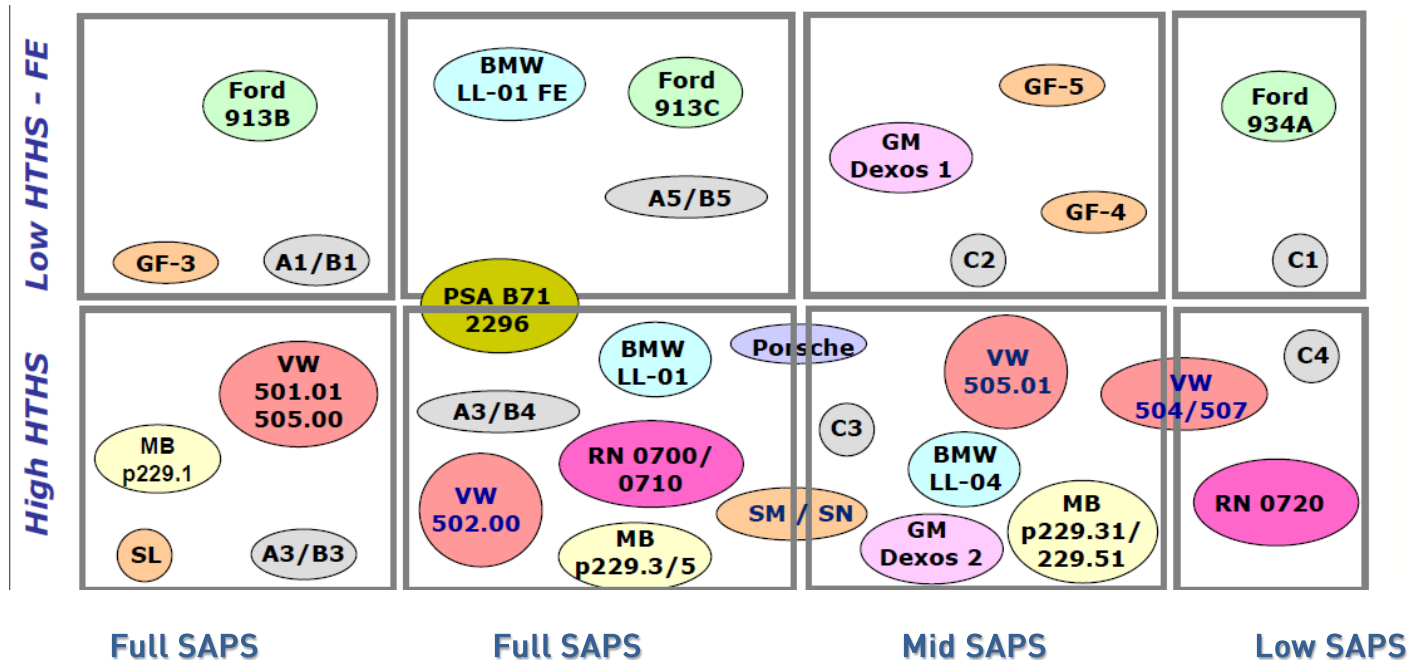 Low HTHS - FE
Ford
913B
GF-3
A1/B1
BMW
LL-01 FE
Ford
913C
A5/B5
PSA B71
2296
GM
Dexos 1
GF-5
GF-4
C2
Ford
934A
C1
High HTHS
VW
501.01
505.00
MB
p229.1
SL
A3/B3
BMW
LL-01
Porsche
A3/B4
RN 0700/
0710
VW
502.00
SM / SN
MB
p229.3/5
VW
505.01
C3
BMW
LL-04
GM
Dexos 2
MB
p229.31/
229.51
VW
504/507
C4
RN 0720
Full SAPS
Full SAPS
Mid SAPS
Low SAPS